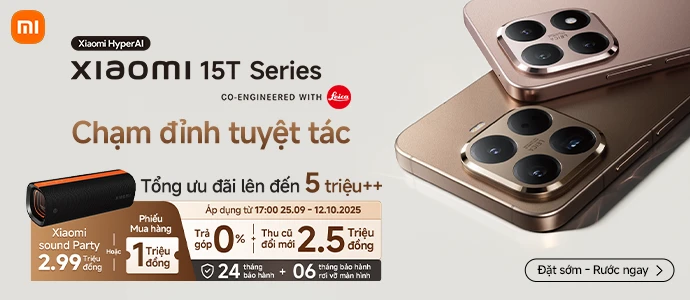 mi
Xiaomi HyperAI
xiaomi 15T Series
CO-ENGINEERED WITH Leica
Chạm đỉnh tuyệt tác
Tổng ưu đãi lên đến 5 triệu++
Áp dụng từ 17:00 25.09 - 12.10.2025
Xiaomi
sound Party
2.99 Triệu đồng
Hoặc
Phiếu
Mua hàng
1 Triệu đồng
Trả góp 0%
+
Thu cũ đổi mới 2.5 Triệu đồng
24 tháng bảo hành + 06 tháng bảo hành rơi vỡ màn hình
Đặt sớm - Rước ngay